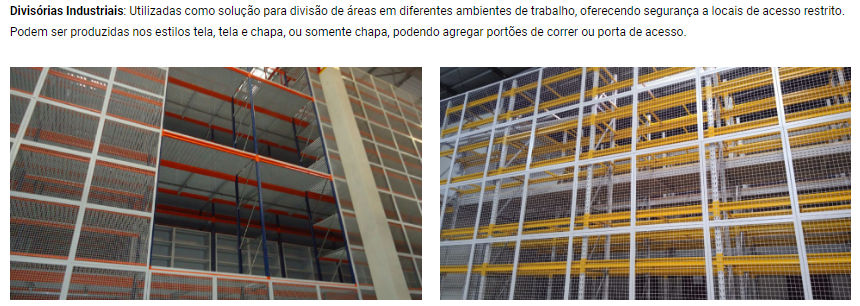 Divisórias Industriais: Utilizadas como solução para divisão de áreas em diferentes ambientes de trabalho, oferecendo segurança a locais de acesso restrito.
Podem ser produzidas nos estilos tela, tela e chapa, ou somente chapa, podendo agregar portões de correr ou porta de acesso.